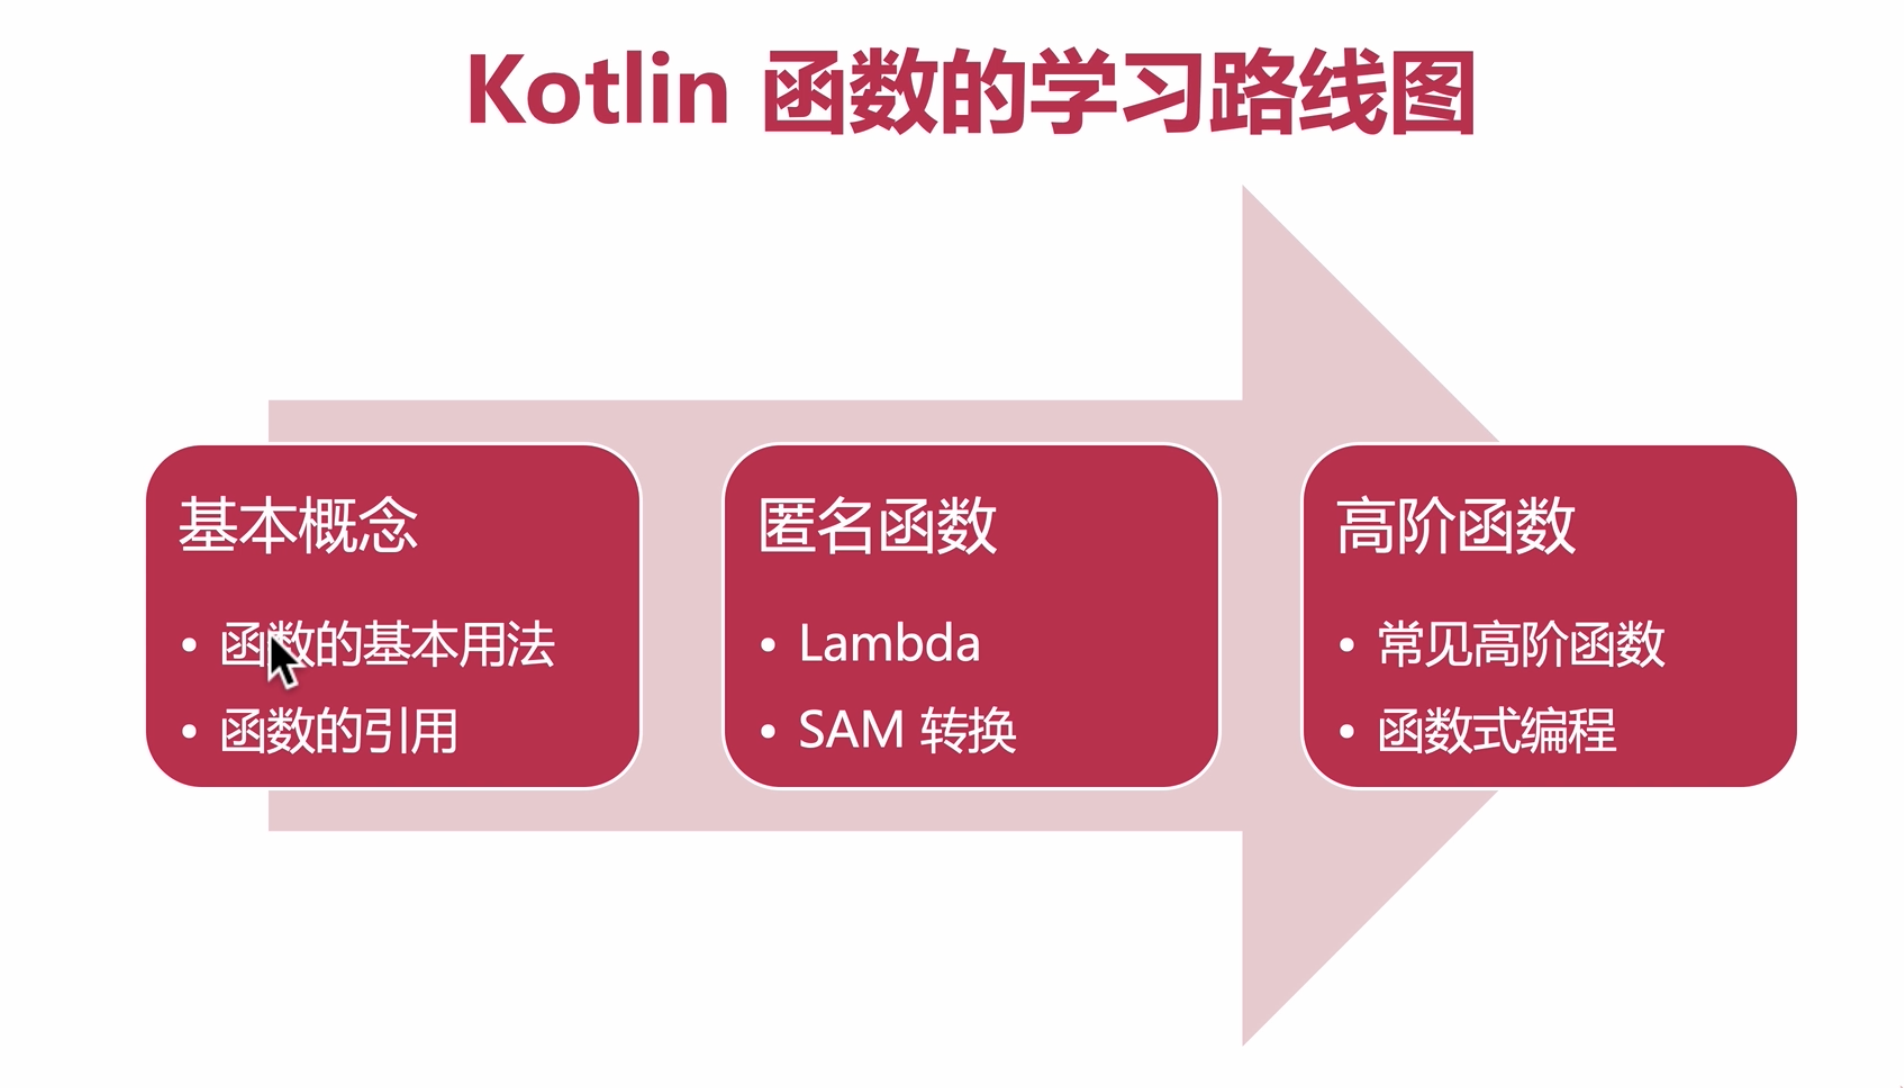 Kotlin 函数的学习路线图
基本概念
• 函数的基本用法
• 函数的引用
匿名函数
• Lambda
• SAM 转换
高阶函数
• 常见高阶函数
• 函数式编程